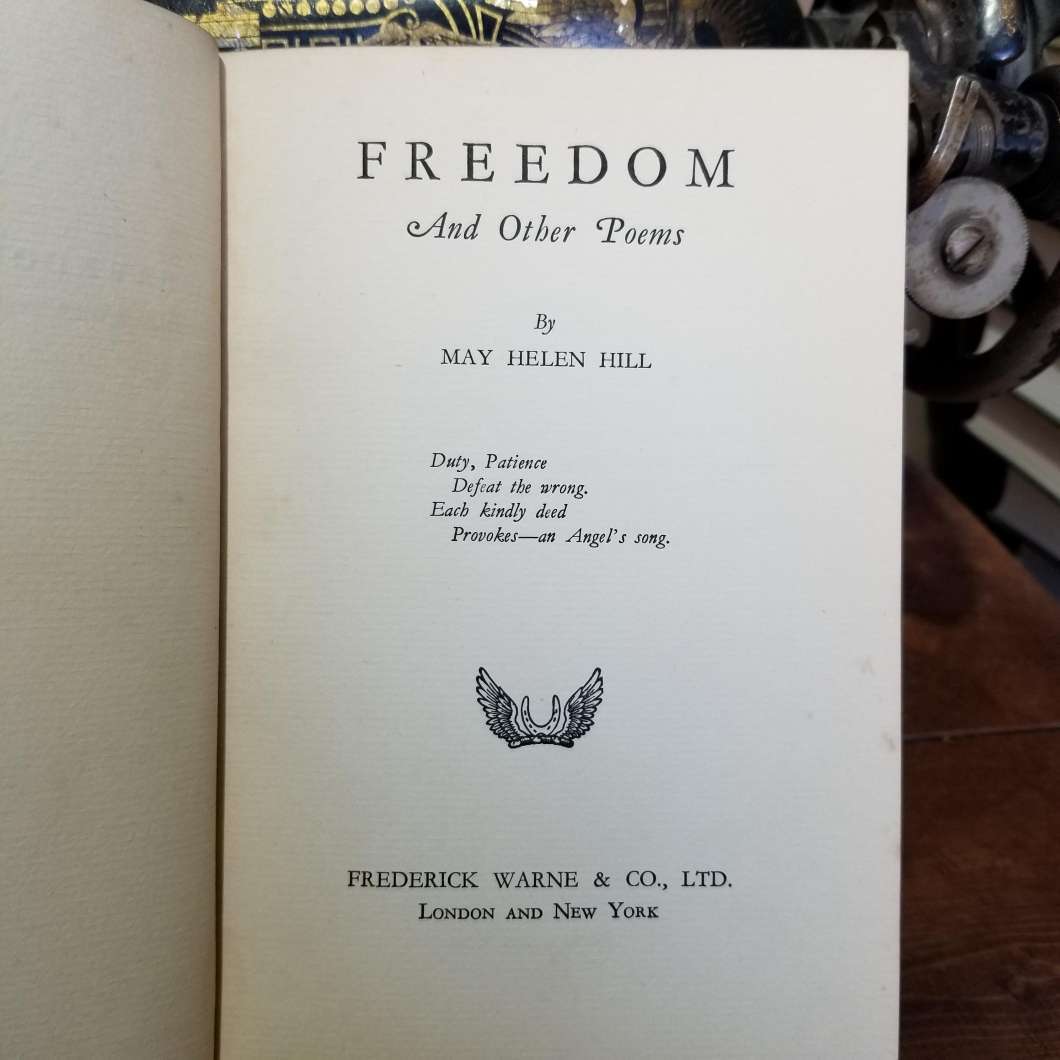 FREEDOM
And Other Poems
By
MAY HELEN HILL
Duty, Patience
Defeat the wrong.
Each kindly deed
Provokes—an Angel's song.
FREDERICK WARNE & CO., LTD.
London and New York